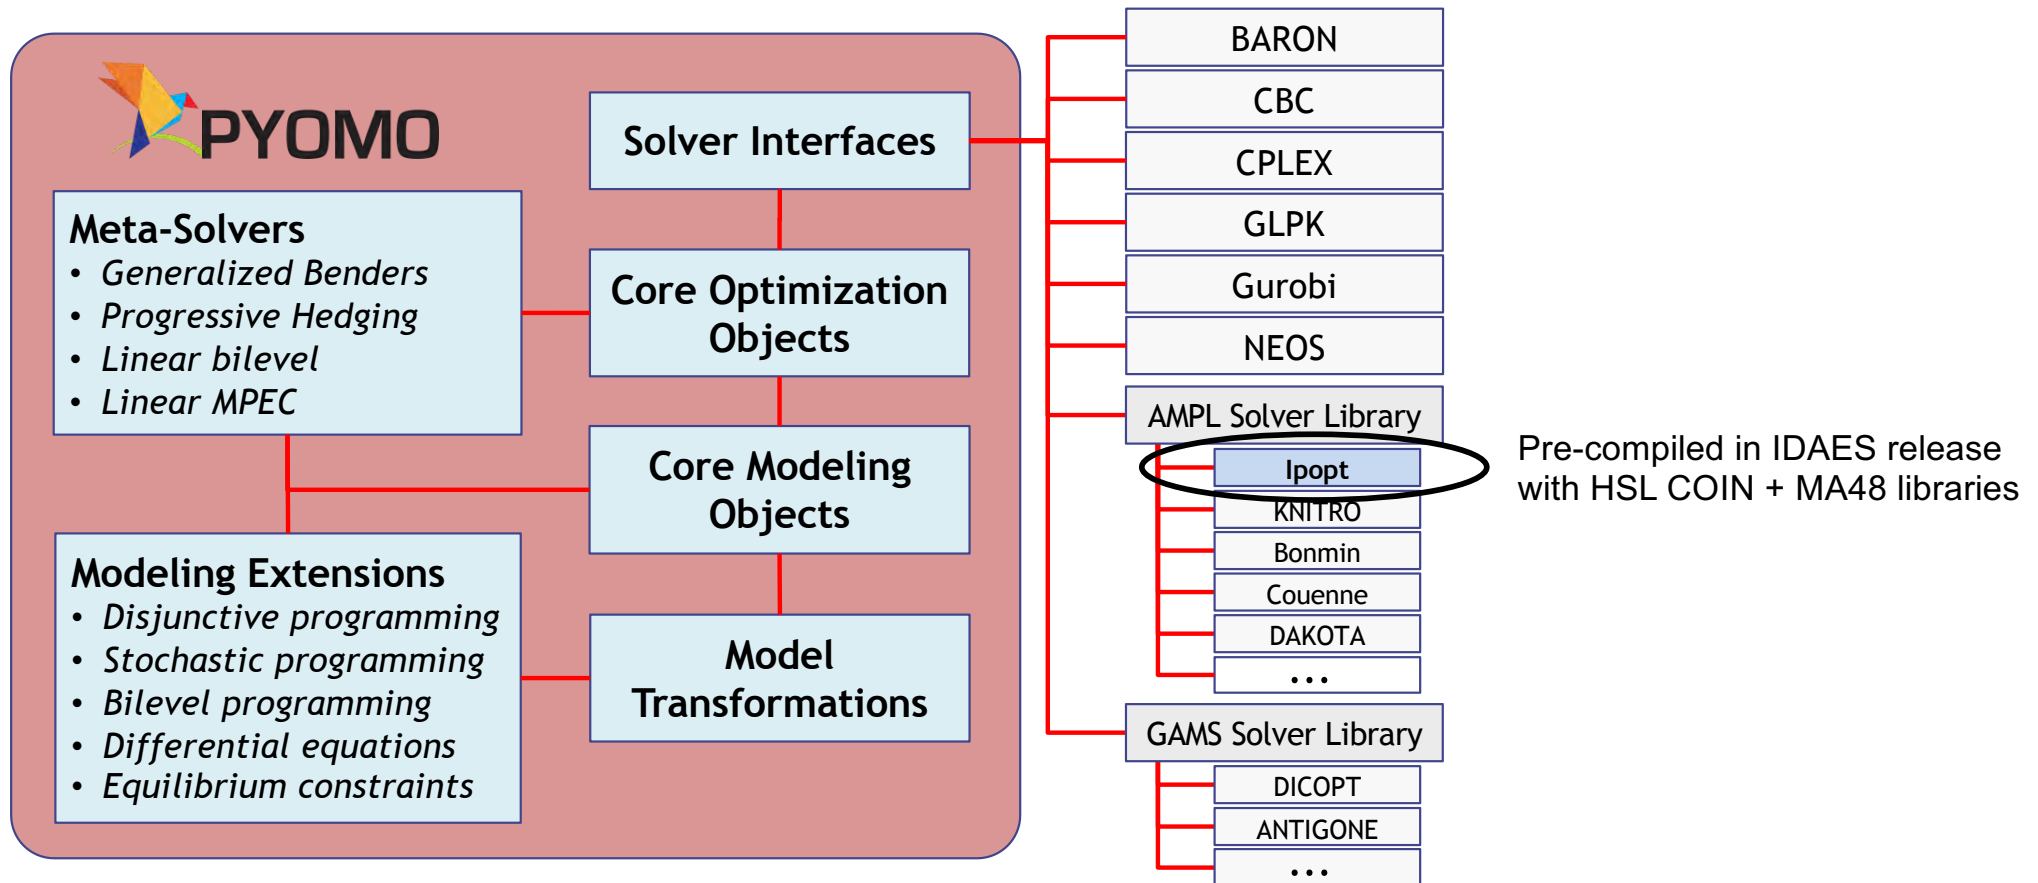 PYOMO
Solver Interfaces
Meta-Solvers
• Generalized Benders
• Progressive Hedging
• Linear bilevel
• Linear MPEC
Core Optimization
Objects
Core Modeling
Objects
Modeling Extensions
• Disjunctive programming
• Stochastic programming
• Bilevel programming
• Differential equations
• Equilibrium constraints
Model
Transformations
BARON
CBC
CPLEX
GLPK
Gurobi
NEOS
AMPL Solver Library
Ipopt
KNITRO
Bonmin
Couenne
DAKOTA
...
GAMS Solver Library
DICOPT
ANTIGONE
...
Pre-compiled in IDAES release
with HSL COIN + MA48 libraries